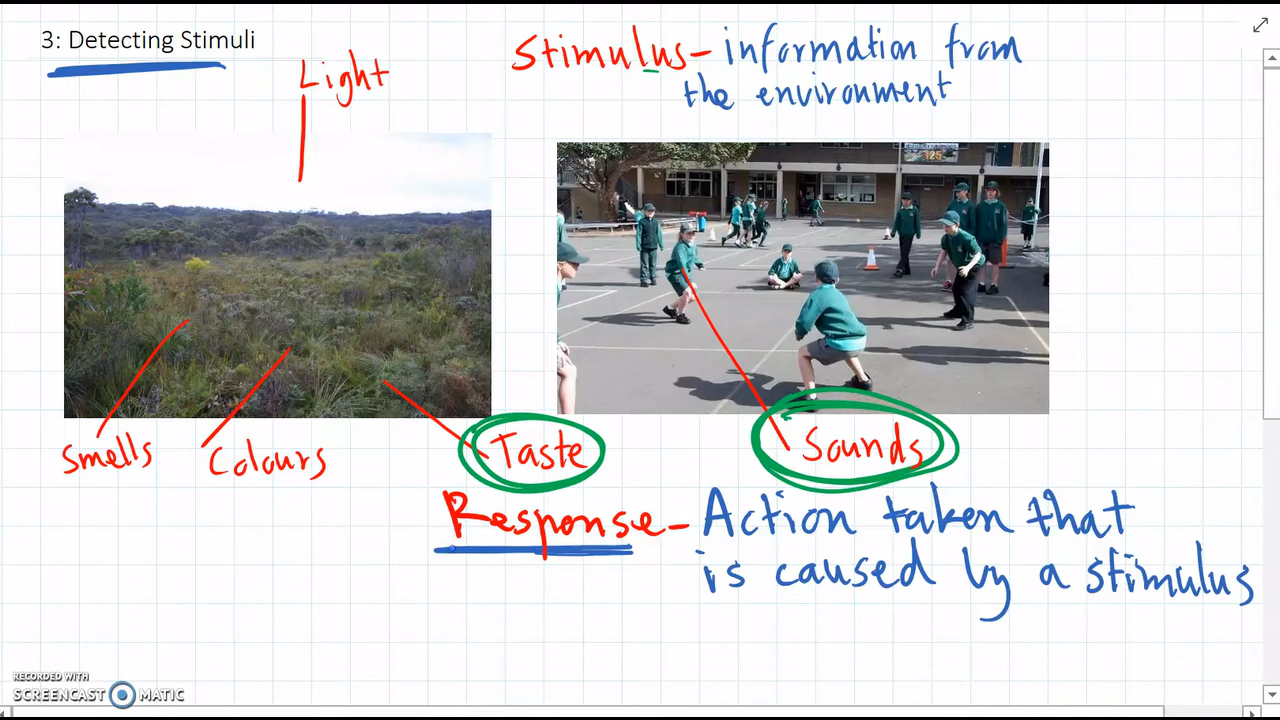 3: Detecting Stimuli
Light
Stimulus- information from
the environment
125
Smells
Colours
Taste
Sounds
Response- Action taken that
is caused by a stimulus
RECORDED WITH
SCREENCAST MATIC